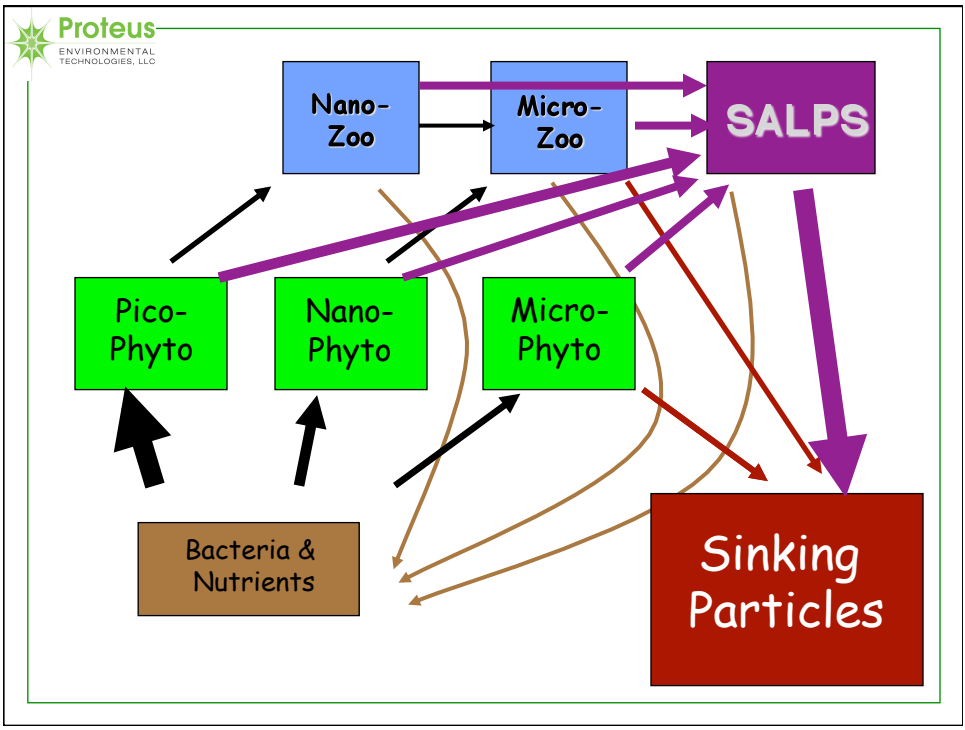 Proteus
ENVIRONMENTAL
TECHNOLOGIES, LLC
Nano-
Zoo
Micro-
Zoo
SALPS
Pico-
Phyto
Nano-
Phyto
Micro-
Phyto
Bacteria &
Nutrients
Sinking
Particles